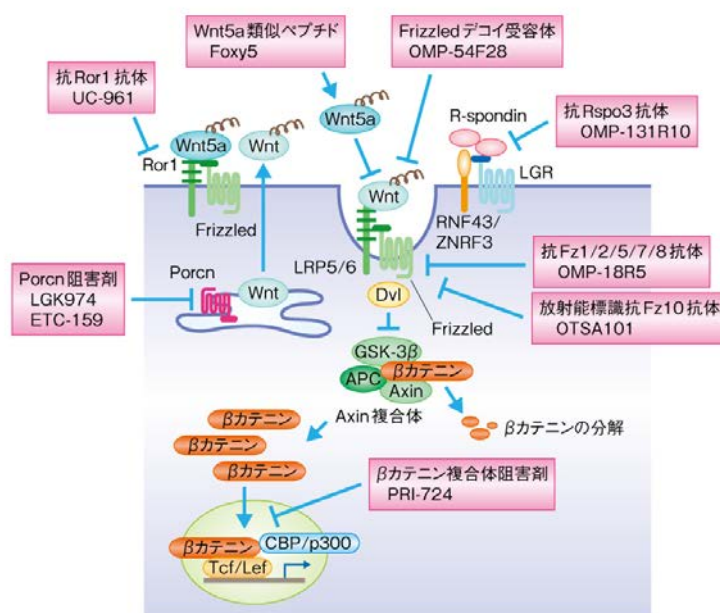 Wnt5a類似ペプチド
Foxy5
Frizzledデコイ受容体
OMP-54F28
抗Ror1抗体
UC-961
Wnt5a
R-spondin
抗Rspo3抗体
OMP-131R10
Wnt5a
Wnt
Ror1
Wnt
LGR
Frizzled
RNF43/
ZNRF3
LRP5/6
抗Fz1/2/5/7/8抗体
OMP-18R5
Porcn阻害剤
LGK974
ETC-159
Porcn
Wnt
Dvl
Frizzled
放射能標識抗Fz10抗体
OTSA101
GSK-3β
APC
βカテニン
Axin
Axin複合体
βカテニンの分解
βカテニン
βカテニン
βカテニン
βカテニン複合体阻害剤
PRI-724
βカテニン
CBP/p300
Tcf/Lef